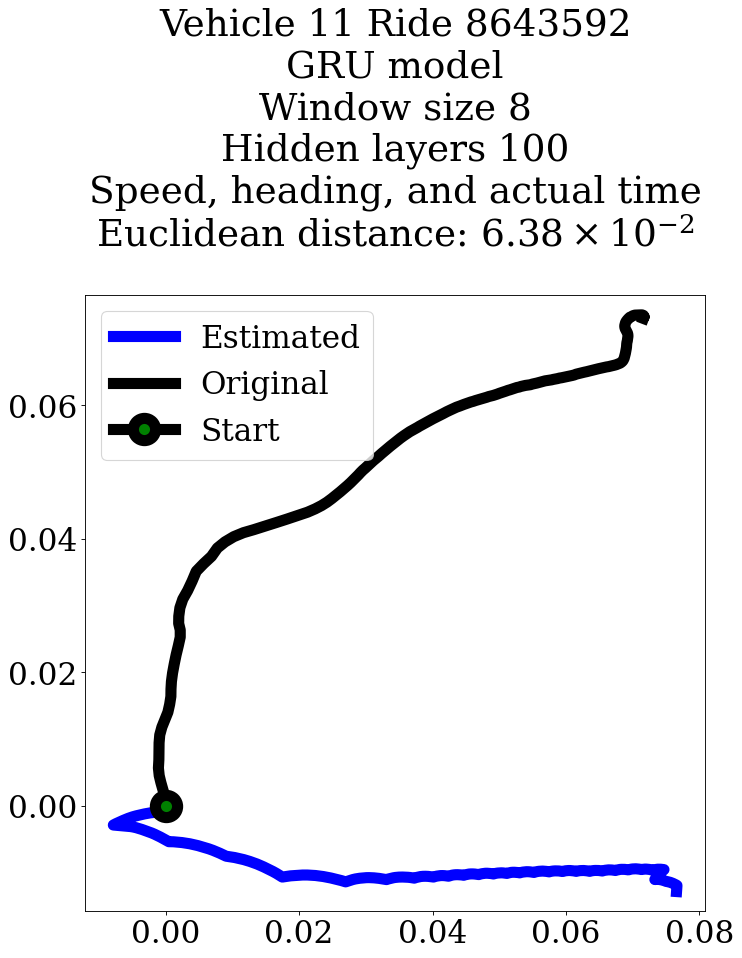 Vehicle 11 Ride 8643592
GRU model
Window size 8
Hidden layers 100
Speed, heading, and actual time
Euclidean distance: 6.38 × 10⁻²
Estimated
Original
Start
0.06
0.04
0.02
0.00
0.00 0.02 0.04 0.06 0.08